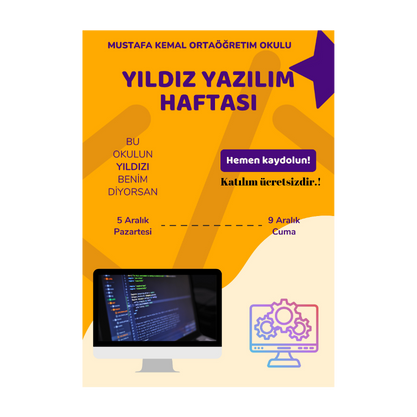 MUSTAFA KEMAL ORTAÖĞRETIM OKULU
YILDIZ YAZILIM
HAFTASI
BU
OKULUN
YILDIZI
BENİM
DİYORSAN
Hemen kaydolun!
Katılım ücretsizdir.!
5 Aralık
Pazartesi
9 Aralık
Cuma